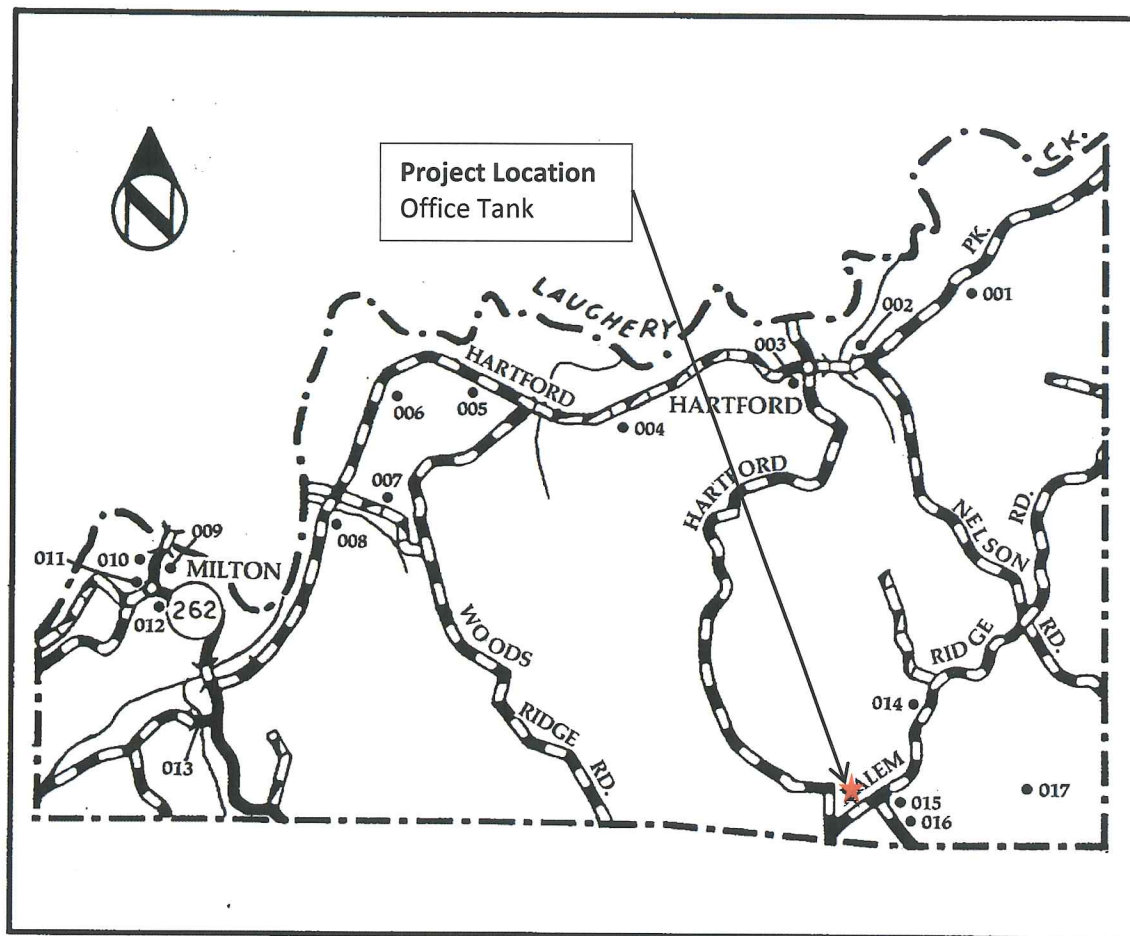 N
Project Location
Office Tank
CK.
PK.
LAUGHERY
001
002
003
HARTFORD
HARTFORD
006
005
004
HARTFORD
007
008
009
010
011
MILTON
012
262
NELSON
RD.
RD.
RIDGE
WOODS
RIDGE
RD.
013
014
ALEM
015
016
017